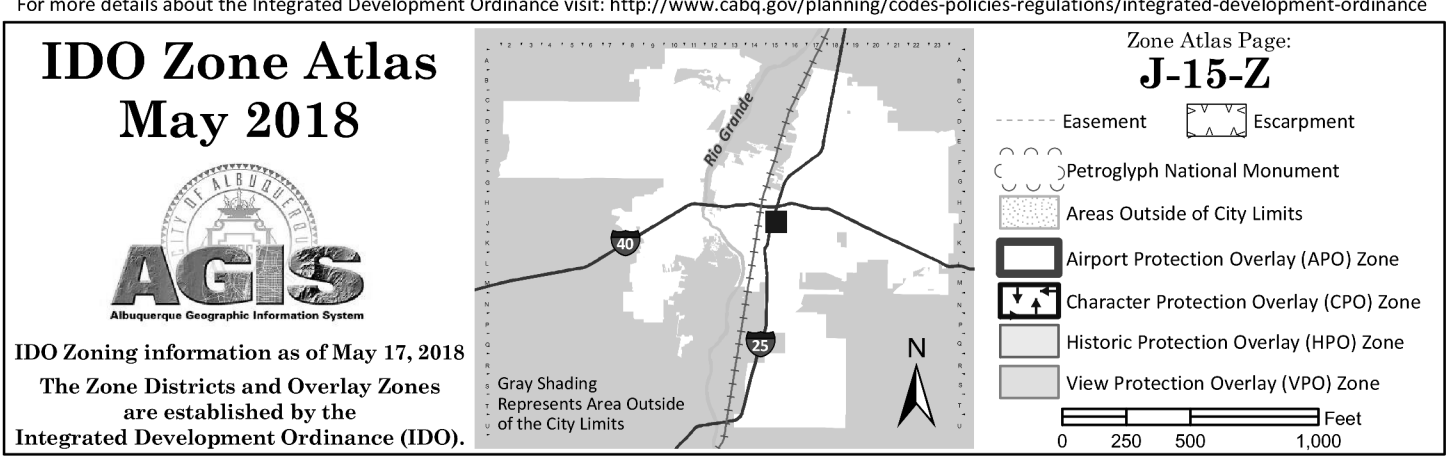 For more details about the Integrated Development Ordinance visit: http://www.cabq.gov/planning/codes-policies-regulations/integrated-development-ordinance
IDO Zone Atlas
May 2018
CITY OF ALBUQUERQUE
AGIS
Albuquerque Geographic Information System
IDO Zoning information as of May 17, 2018
The Zone Districts and Overlay Zones
are established by the
Integrated Development Ordinance (IDO).
Rio Grande
40
25
N
Gray Shading
Represents Area Outside
of the City Limits
Zone Atlas Page:
J-15-Z
Easement
Escarpment
Petroglyph National Monument
Areas Outside of City Limits
Airport Protection Overlay (APO) Zone
Character Protection Overlay (CPO) Zone
Historic Protection Overlay (HPO) Zone
View Protection Overlay (VPO) Zone
Feet
0 250 500 1,000